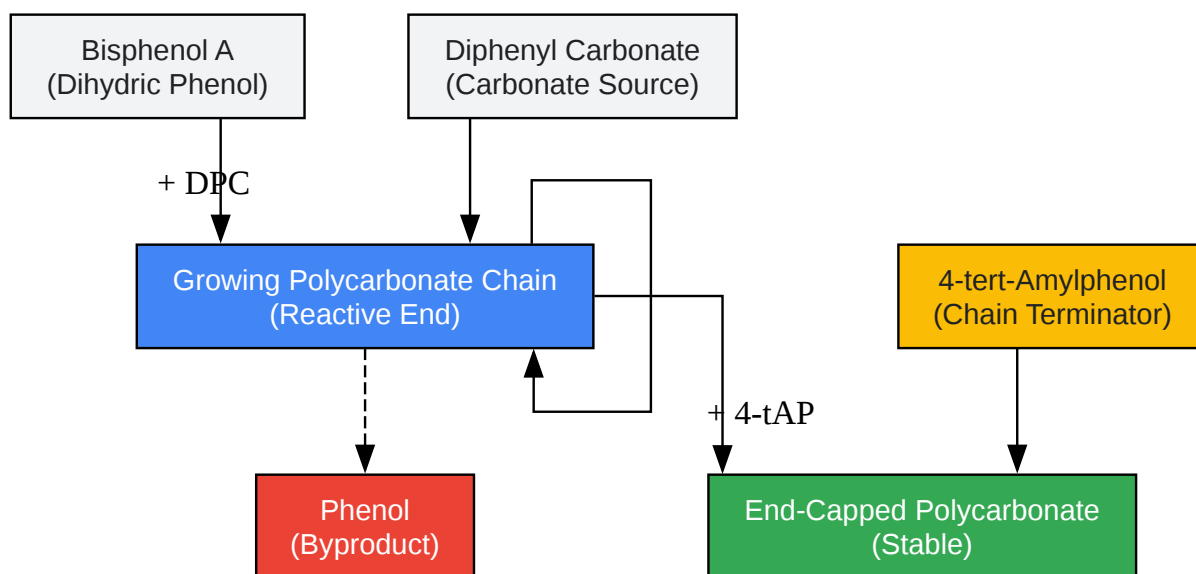 Bisphenol A
(Dihydric Phenol)
Diphenyl Carbonate
(Carbonate Source)
+ DPC
Growing Polycarbonate Chain
(Reactive End)
4-tert-Amylphenol
(Chain Terminator)
+ 4-tAP
Phenol
(Byproduct)
End-Capped Polycarbonate
(Stable)